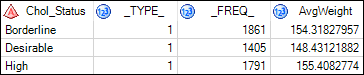 Chol_Status _TYPE_ _FREQ_ AvgWeight
Borderline 1 1861 154.31827957
Desirable 1 1405 148.43121882
High 1 1791 155.4082774